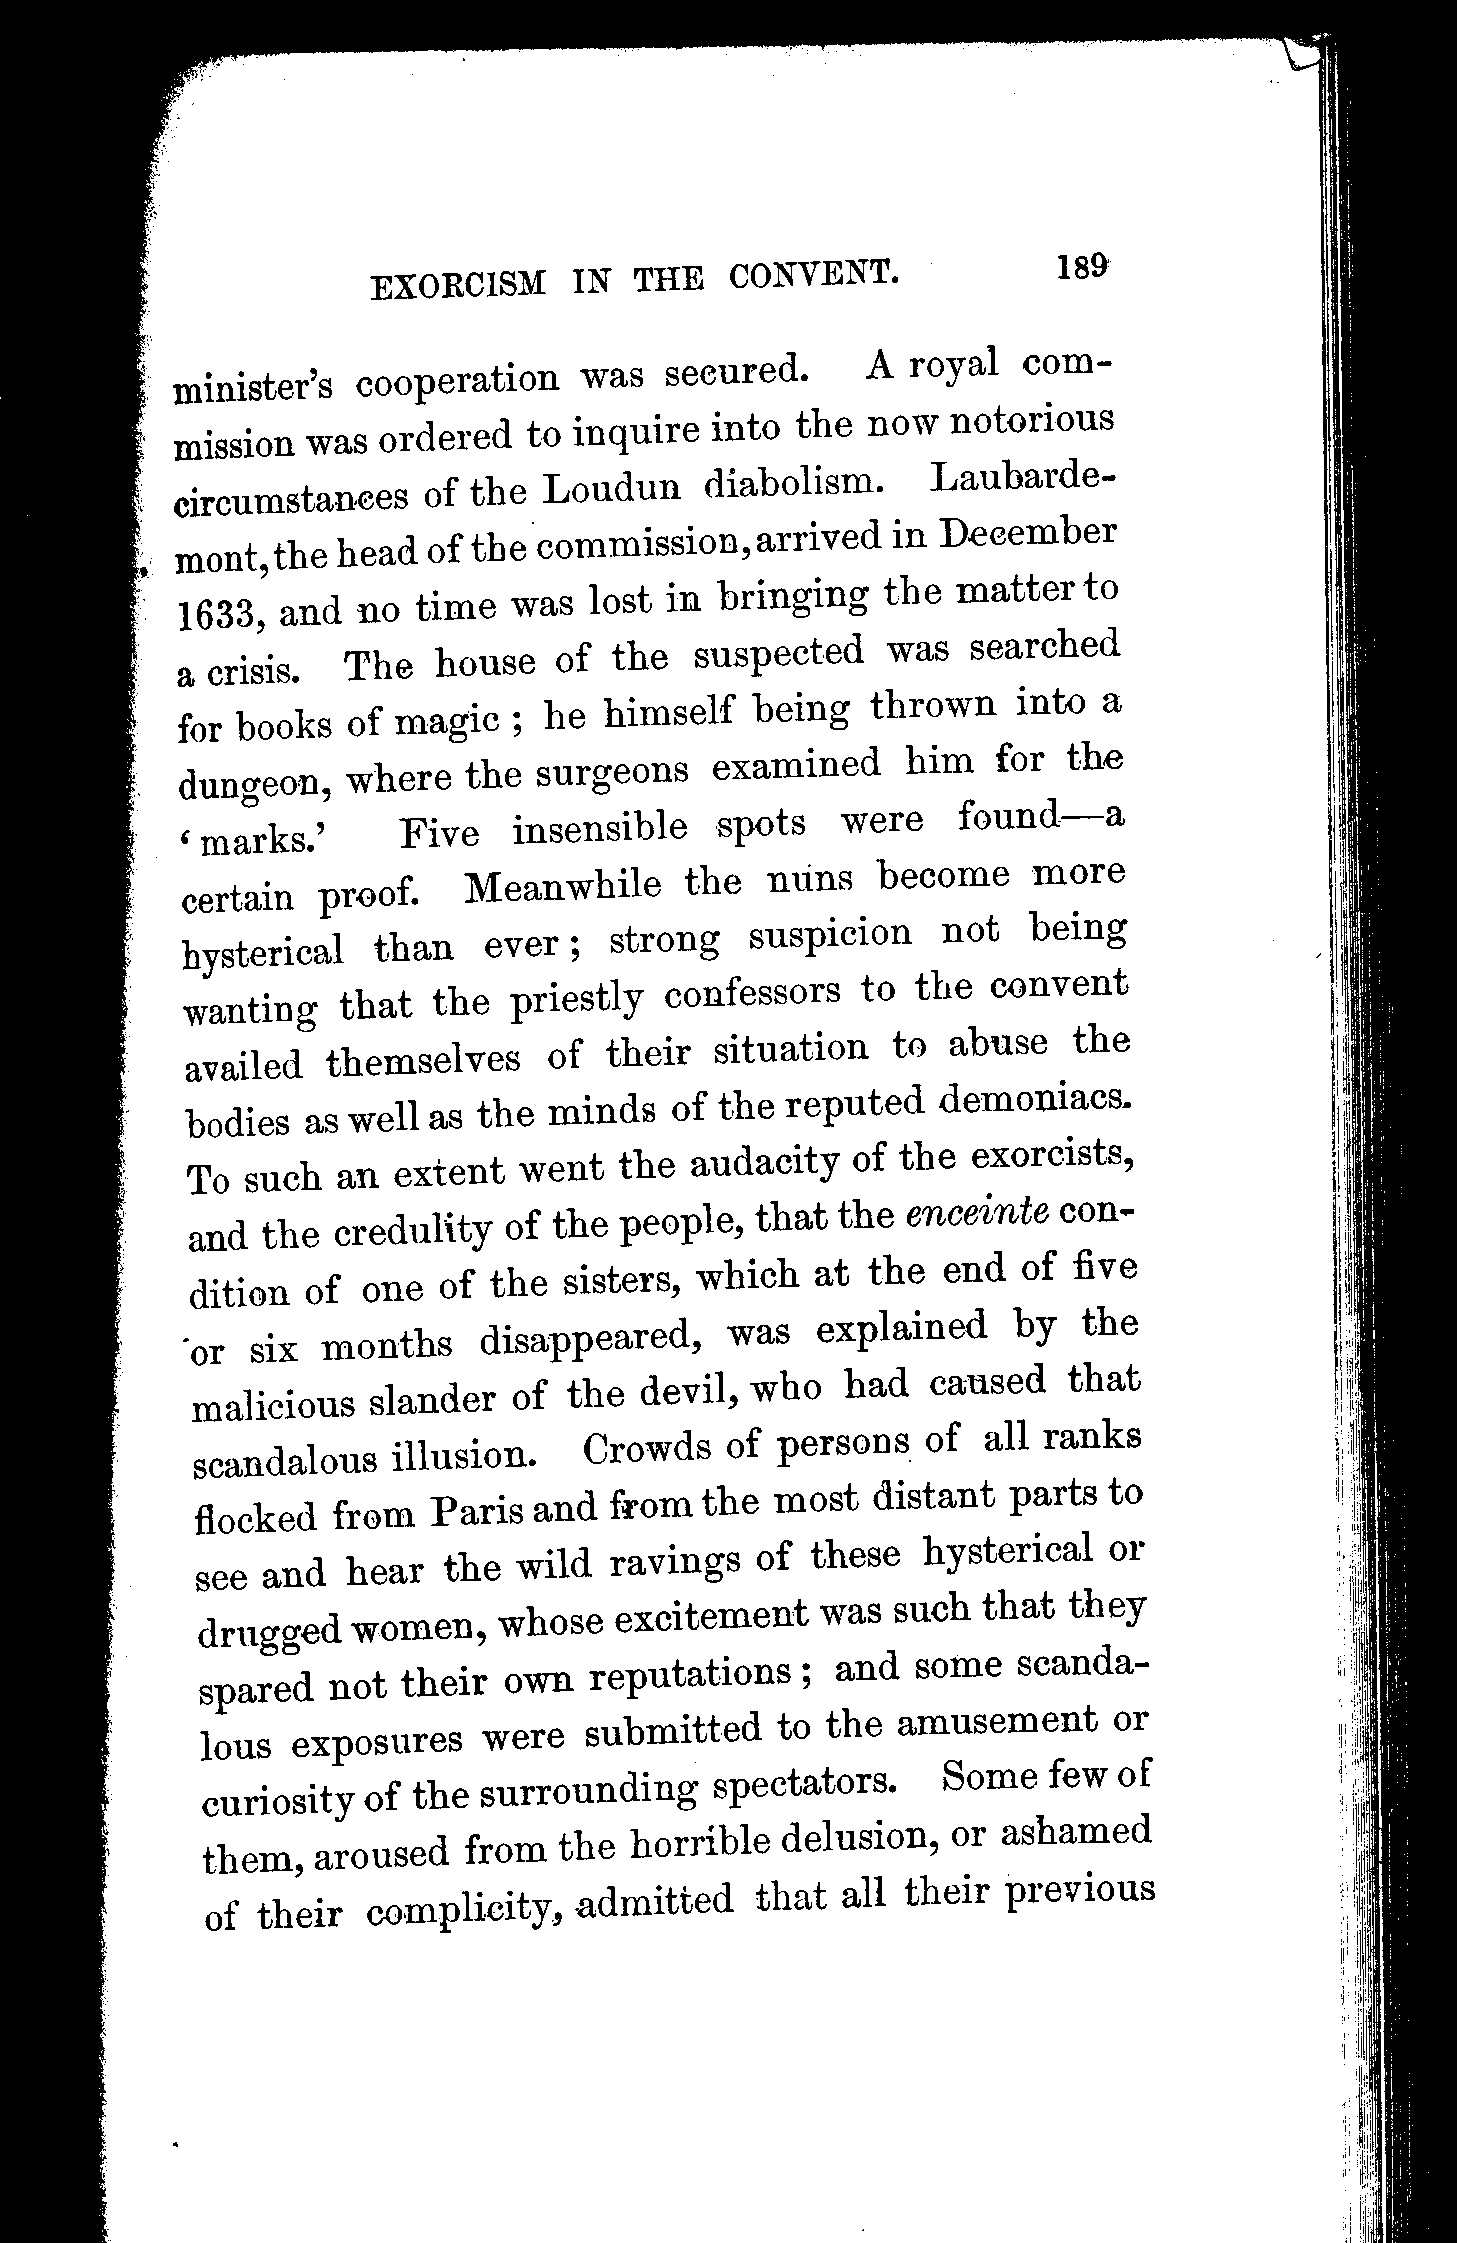 EXORCISM IN THE CONVENT. 189
minister's cooperation was secured. A royal com-
mission was ordered to inquire into the now notorious
circumstances of the Loudun diabolism. Laubarde-
mont, the head of the commission, arrived in December
1633, and no time was lost in bringing the matter to
a crisis. The house of the suspected was searched
for books of magic ; he himself being thrown into a
dungeon, where the surgeons examined him for the
‘ marks.’ Five insensible spots were found—a
certain proof. Meanwhile the nuns become more
hysterical than ever ; strong suspicion not being
wanting that the priestly confessors to the convent
availed themselves of their situation to abuse the
bodies as well as the minds of the reputed demoniacs.
To such an extent went the audacity of the exorcists,
and the credulity of the people, that the enceinte con-
dition of one of the sisters, which at the end of five
or six months disappeared, was explained by the
malicious slander of the devil, who had caused that
scandalous illusion. Crowds of persons of all ranks
flocked from Paris and from the most distant parts to
see and hear the wild ravings of these hysterical or
drugged women, whose excitement was such that they
spared not their own reputations ; and some scanda-
lous exposures were submitted to the amusement or
curiosity of the surrounding spectators. Some few of
them, aroused from the horrible delusion, or ashamed
of their complicity, admitted that all their previous